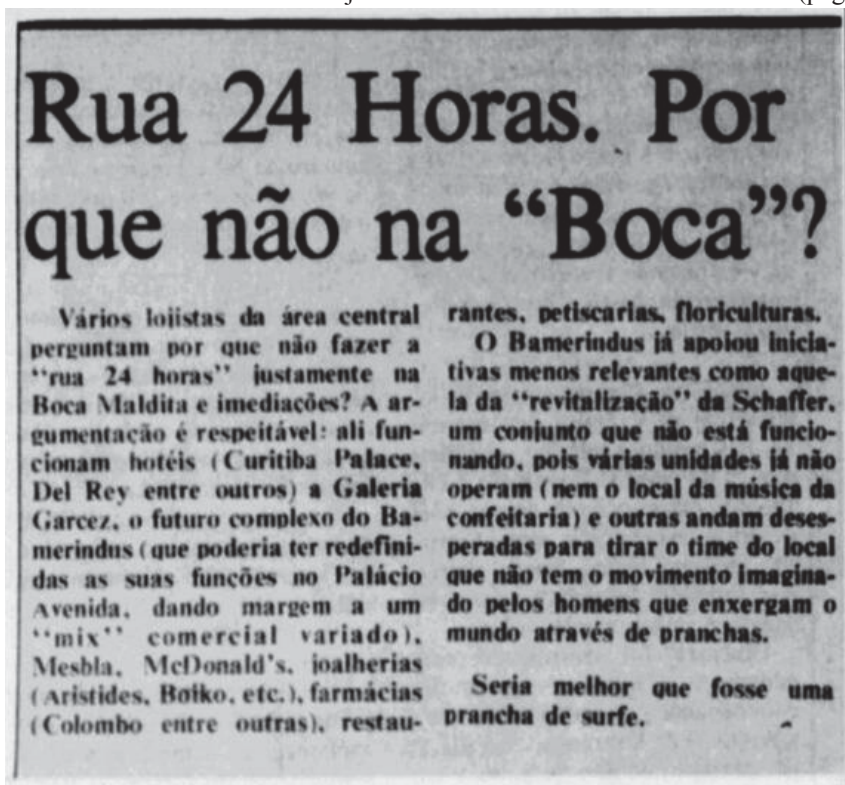 Rua 24 Horas. Por
que não na “Boca”?
Vários lojistas da área central
perguntam por que não fazer a
“rua 24 horas” justamente na
Boca Maldita e imediações? A ar-
gumentação é respeitável: ali fun-
cionam hotéis (Curitiba Palace,
Del Rey entre outros) a Galeria
Garcez, o futuro complexo do Ba-
merindus (que poderia ter redefini-
das as suas funções no Palácio
Avenida, dando margem a um
“mix” comercial variado),
Mesbla, McDonald's, joalherias
(Aristides, Boiko, etc.), farmácias
(Colombo entre outras), restau-
rantes, petiscarias, floriculturas.
O Bamerindus já apoiou inicia-
tivas menos relevantes como aque-
la da “revitalização” da Schaffer,
um conjunto que não está funcio-
nando, pois várias unidades já não
operam (nem o local da música da
confeitaria) e outras andam deses-
peradas para tirar o time do local
que não tem o movimento imagina-
do pelos homens que enxergam o
mundo através de pranchas.
Seria melhor que fosse uma
prancha de surfe.